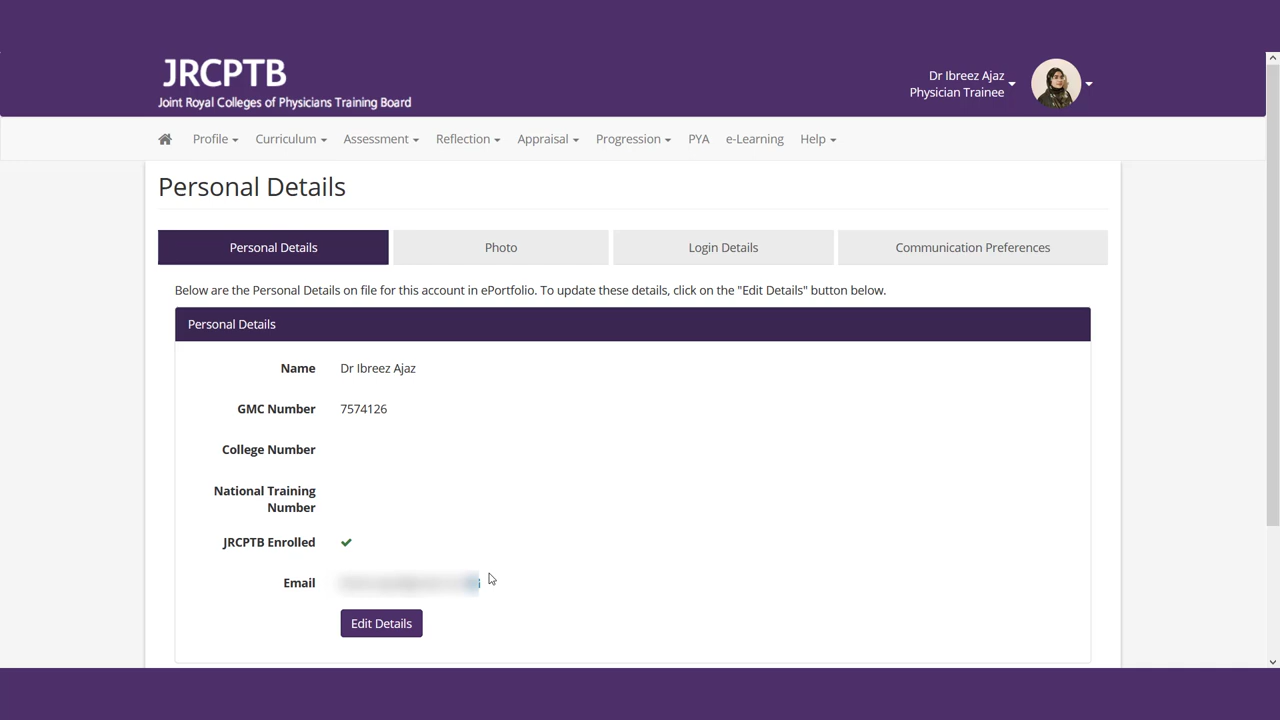 JRCPTB
Joint Royal Colleges of Physicians Training Board
Dr Ibreez Ajaz
Physician Trainee
Profile Curriculum Assessment Reflection Appraisal Progression PYA e-Learning Help
Personal Details
Personal Details Photo Login Details Communication Preferences
Below are the Personal Details on file for this account in ePortfolio. To update these details, click on the "Edit Details" button below.
Personal Details
Name Dr Ibreez Ajaz
GMC Number 7574126
College Number
National Training
Number
JRCPTB Enrolled
Email
Edit Details